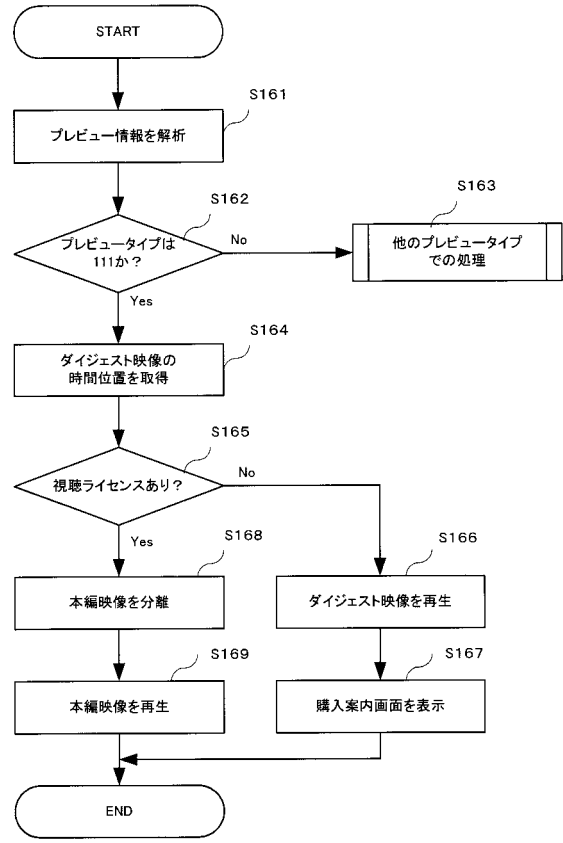 START
S161
プレビュー情報を解析
S162
プレビュータイプは
111か？
No
Yes
S163
他のプレビュータイプ
での処理
S164
ダイジェスト映像の
時間位置を取得
S165
視聴ライセンスあり？
No
Yes
S168
本編映像を分離
S166
ダイジェスト映像を再生
S169
本編映像を再生
S167
購入案内画面を表示
END